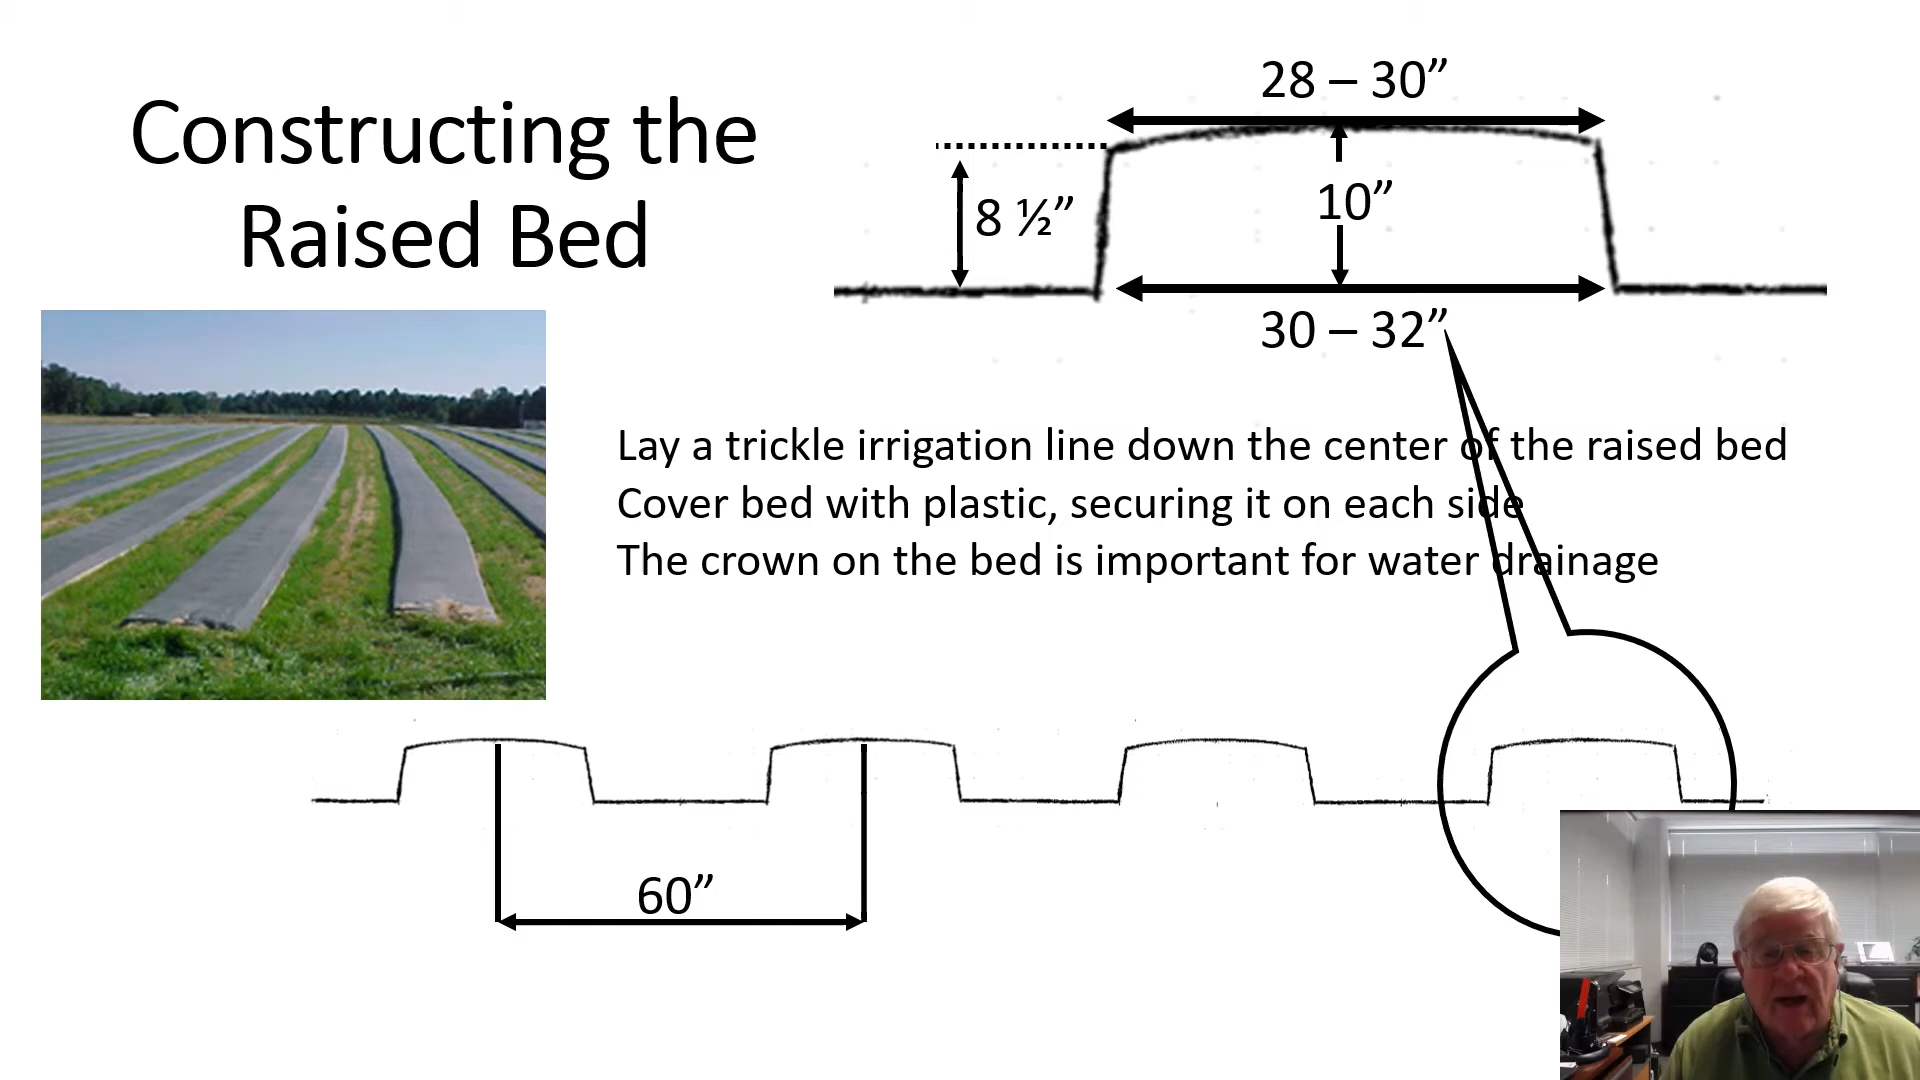 Constructing the
Raised Bed
28 – 30”
8 ½”
10”
30 – 32”
Lay a trickle irrigation line down the center of the raised bed
Cover bed with plastic, securing it on each side
The crown on the bed is important for water drainage
60”